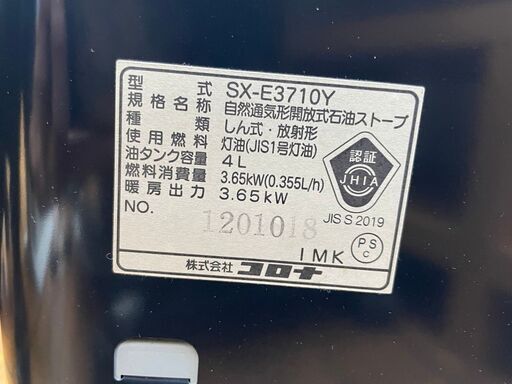 型式 SX-E3710Y
規格名称 自然通気形開放式石油ストーブ
種類 しん式・放射形
使用燃料 灯油(JIS1号灯油)
油タンク容量 4L
燃料消費量 3.65kW(0.355L/h)
暖房出力 3.65kW
NO. 1201018
認証
JHIA
JIS S 2019
IMK
PS
C
株式会社 コロナ